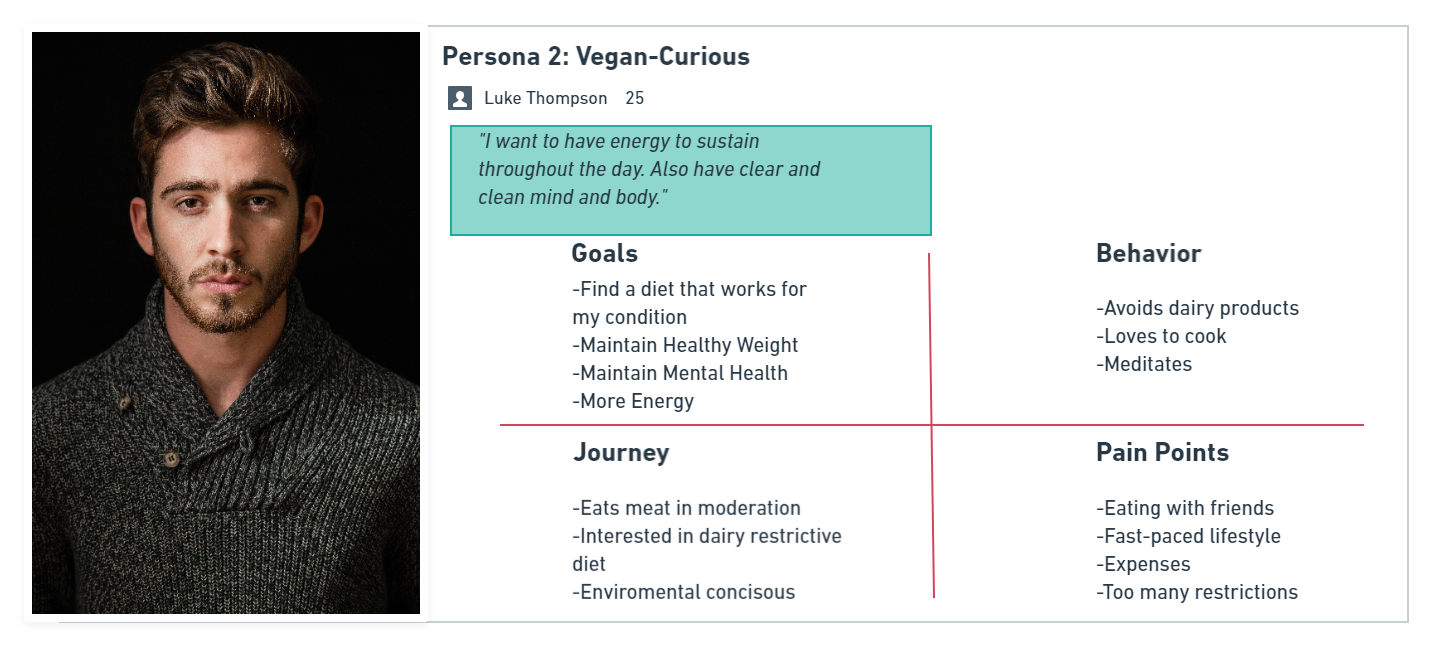 Persona 2: Vegan-Curious
Luke Thompson 25
"I want to have energy to sustain
throughout the day. Also have clear and
clean mind and body."
Goals
-Find a diet that works for
my condition
-Maintain Healthy Weight
-Maintain Mental Health
-More Energy
Behavior
-Avoids dairy products
-Loves to cook
-Meditates
Journey
-Eats meat in moderation
-Interested in dairy restrictive
diet
-Enviromental concisous
Pain Points
-Eating with friends
-Fast-paced lifestyle
-Expenses
-Too many restrictions